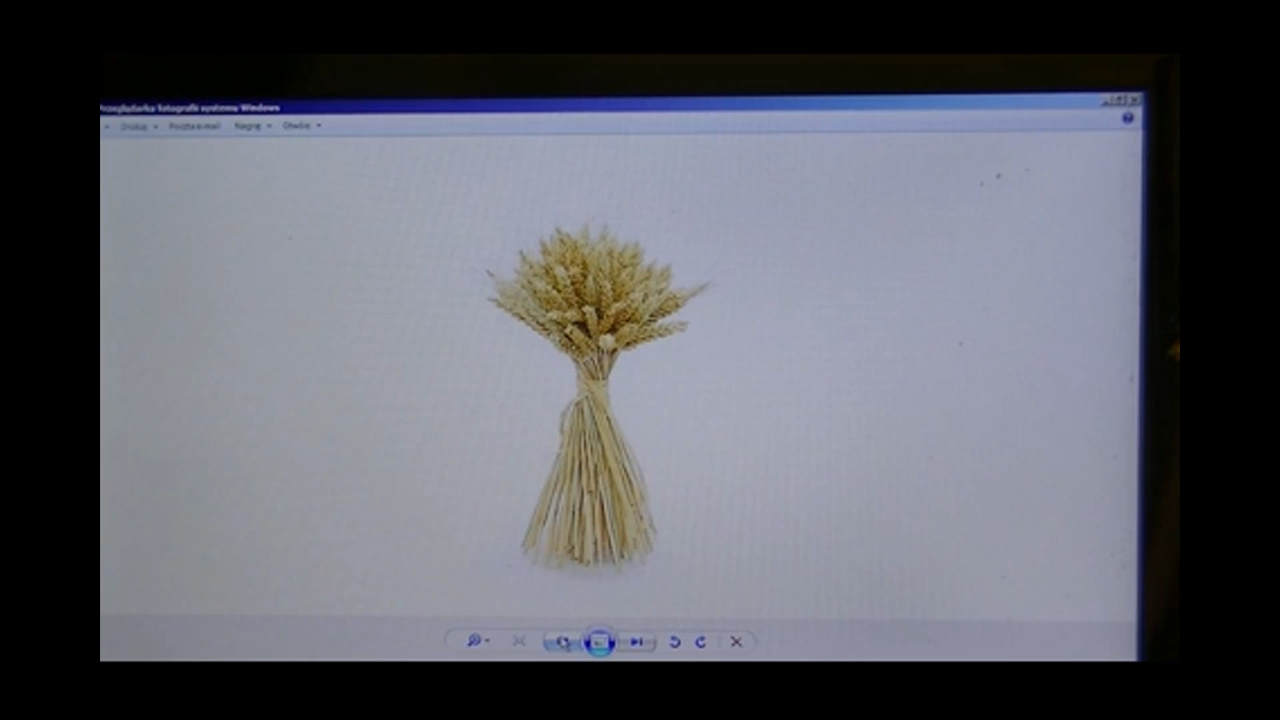 Przeglądarka fotografii systemu Windows
Drukuj Poczta e-mail Nagraj Otwórz